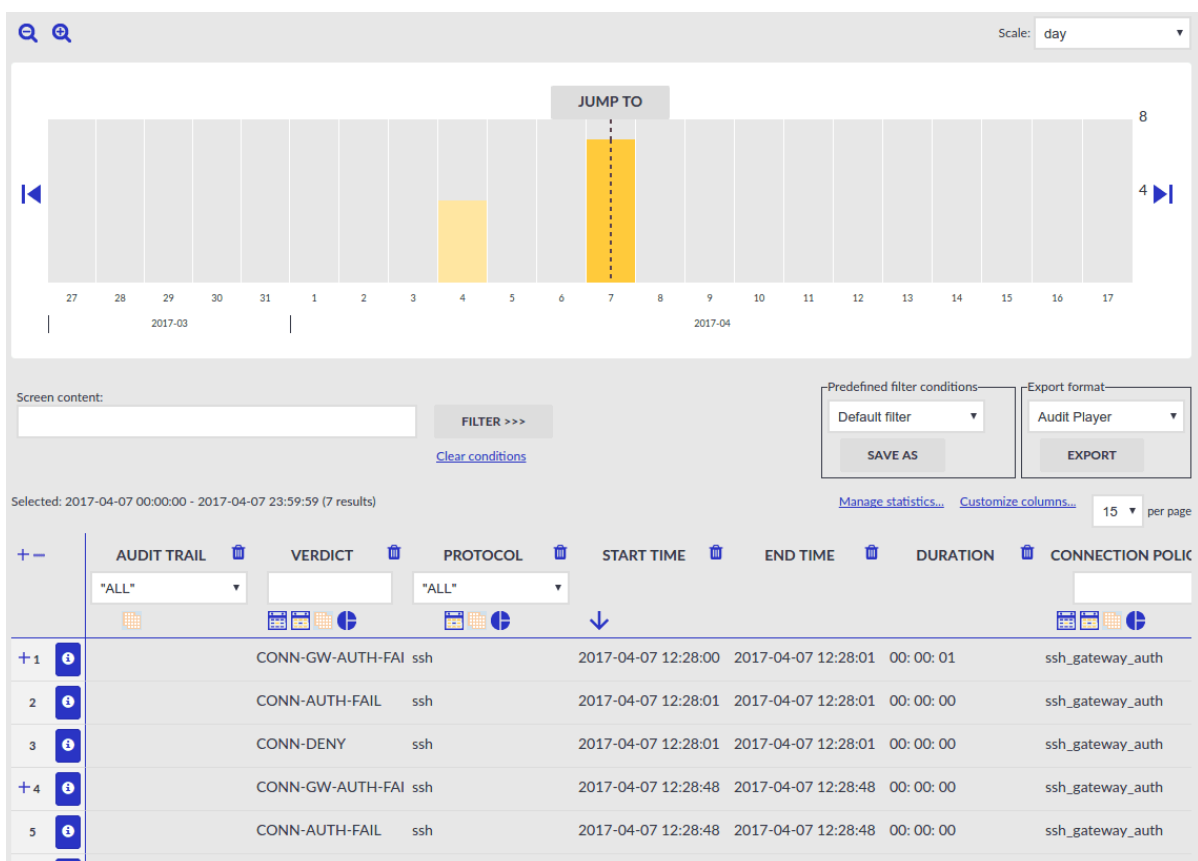 Scale: day
JUMP TO
8
4
27 28 29 30 31 1 2 3 4 5 6 7 8 9 10 11 12 13 14 15 16 17
2017-03 2017-04
Predefined filter conditions Export format
Screen content:
FILTER >>> Default filter Audit Player
Clear conditions SAVE AS EXPORT
Selected: 2017-04-07 00:00:00 - 2017-04-07 23:59:59 (7 results) Manage statistics... Customize columns... 15 per page
AUDIT TRAIL VERDICT PROTOCOL START TIME END TIME DURATION CONNECTION POLIC
"ALL" "ALL"
+1 CONN-GW-AUTH-FAI ssh 2017-04-07 12:28:00 2017-04-07 12:28:01 00: 00: 01 ssh_gateway_auth
2 CONN-AUTH-FAIL ssh 2017-04-07 12:28:01 2017-04-07 12:28:01 00: 00: 00 ssh_gateway_auth
3 CONN-DENY ssh 2017-04-07 12:28:01 2017-04-07 12:28:01 00: 00: 00 ssh_gateway_auth
+4 CONN-GW-AUTH-FAI ssh 2017-04-07 12:28:48 2017-04-07 12:28:48 00: 00: 00 ssh_gateway_auth
5 CONN-AUTH-FAIL ssh 2017-04-07 12:28:48 2017-04-07 12:28:48 00: 00: 00 ssh_gateway_auth